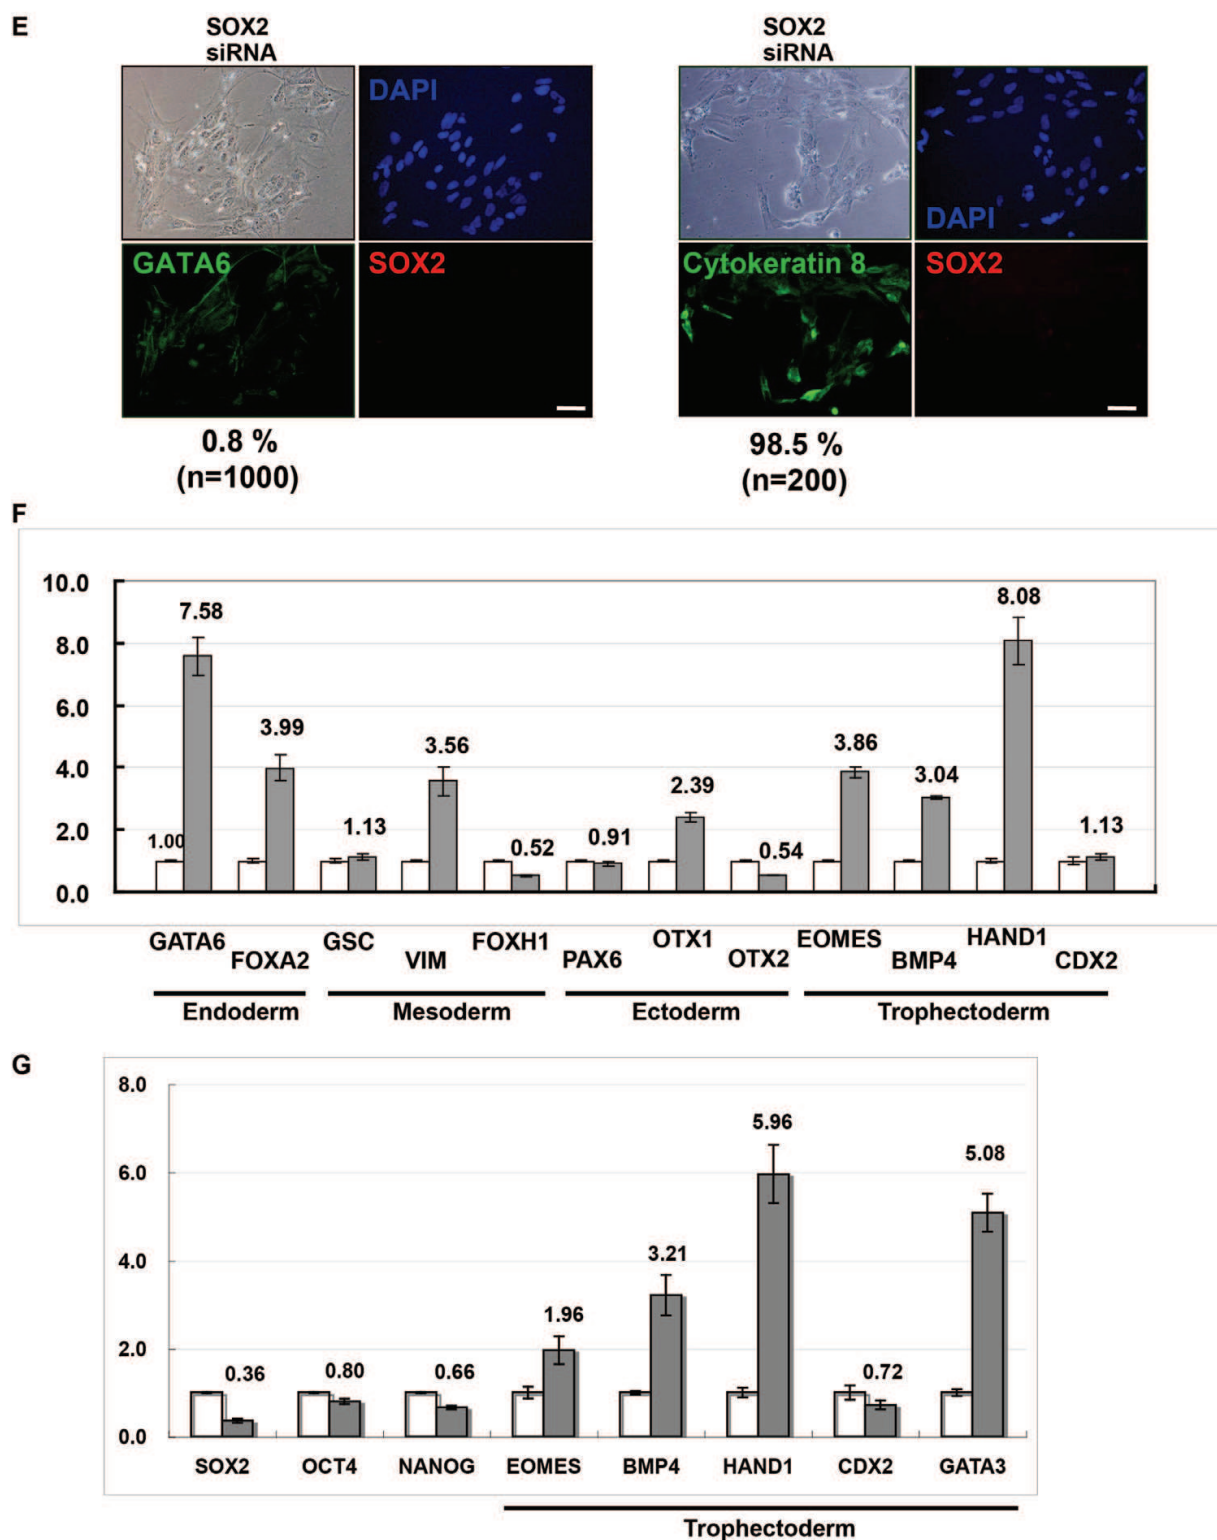 E
SOX2
siRNA
SOX2
siRNA
DAPI
DAPI
GATA6
SOX2
Cytokeratin 8
SOX2
0.8 %
(n=1000)
98.5 %
(n=200)
F
10.0
8.0
6.0
4.0
2.0
0.0
1.00
7.58
3.99
1.13
3.56
0.52
0.91
2.39
0.54
3.86
3.04
8.08
1.13
GATA6
FOXA2
GSC
VIM
FOXH1
PAX6
OTX1
OTX2
EOMES
BMP4
HAND1
CDX2
Endoderm
Mesoderm
Ectoderm
Trophectoderm
G
8.0
6.0
4.0
2.0
0.0
0.36
0.80
0.66
1.96
3.21
5.96
0.72
5.08
SOX2
OCT4
NANOG
EOMES
BMP4
HAND1
CDX2
GATA3
Trophectoderm